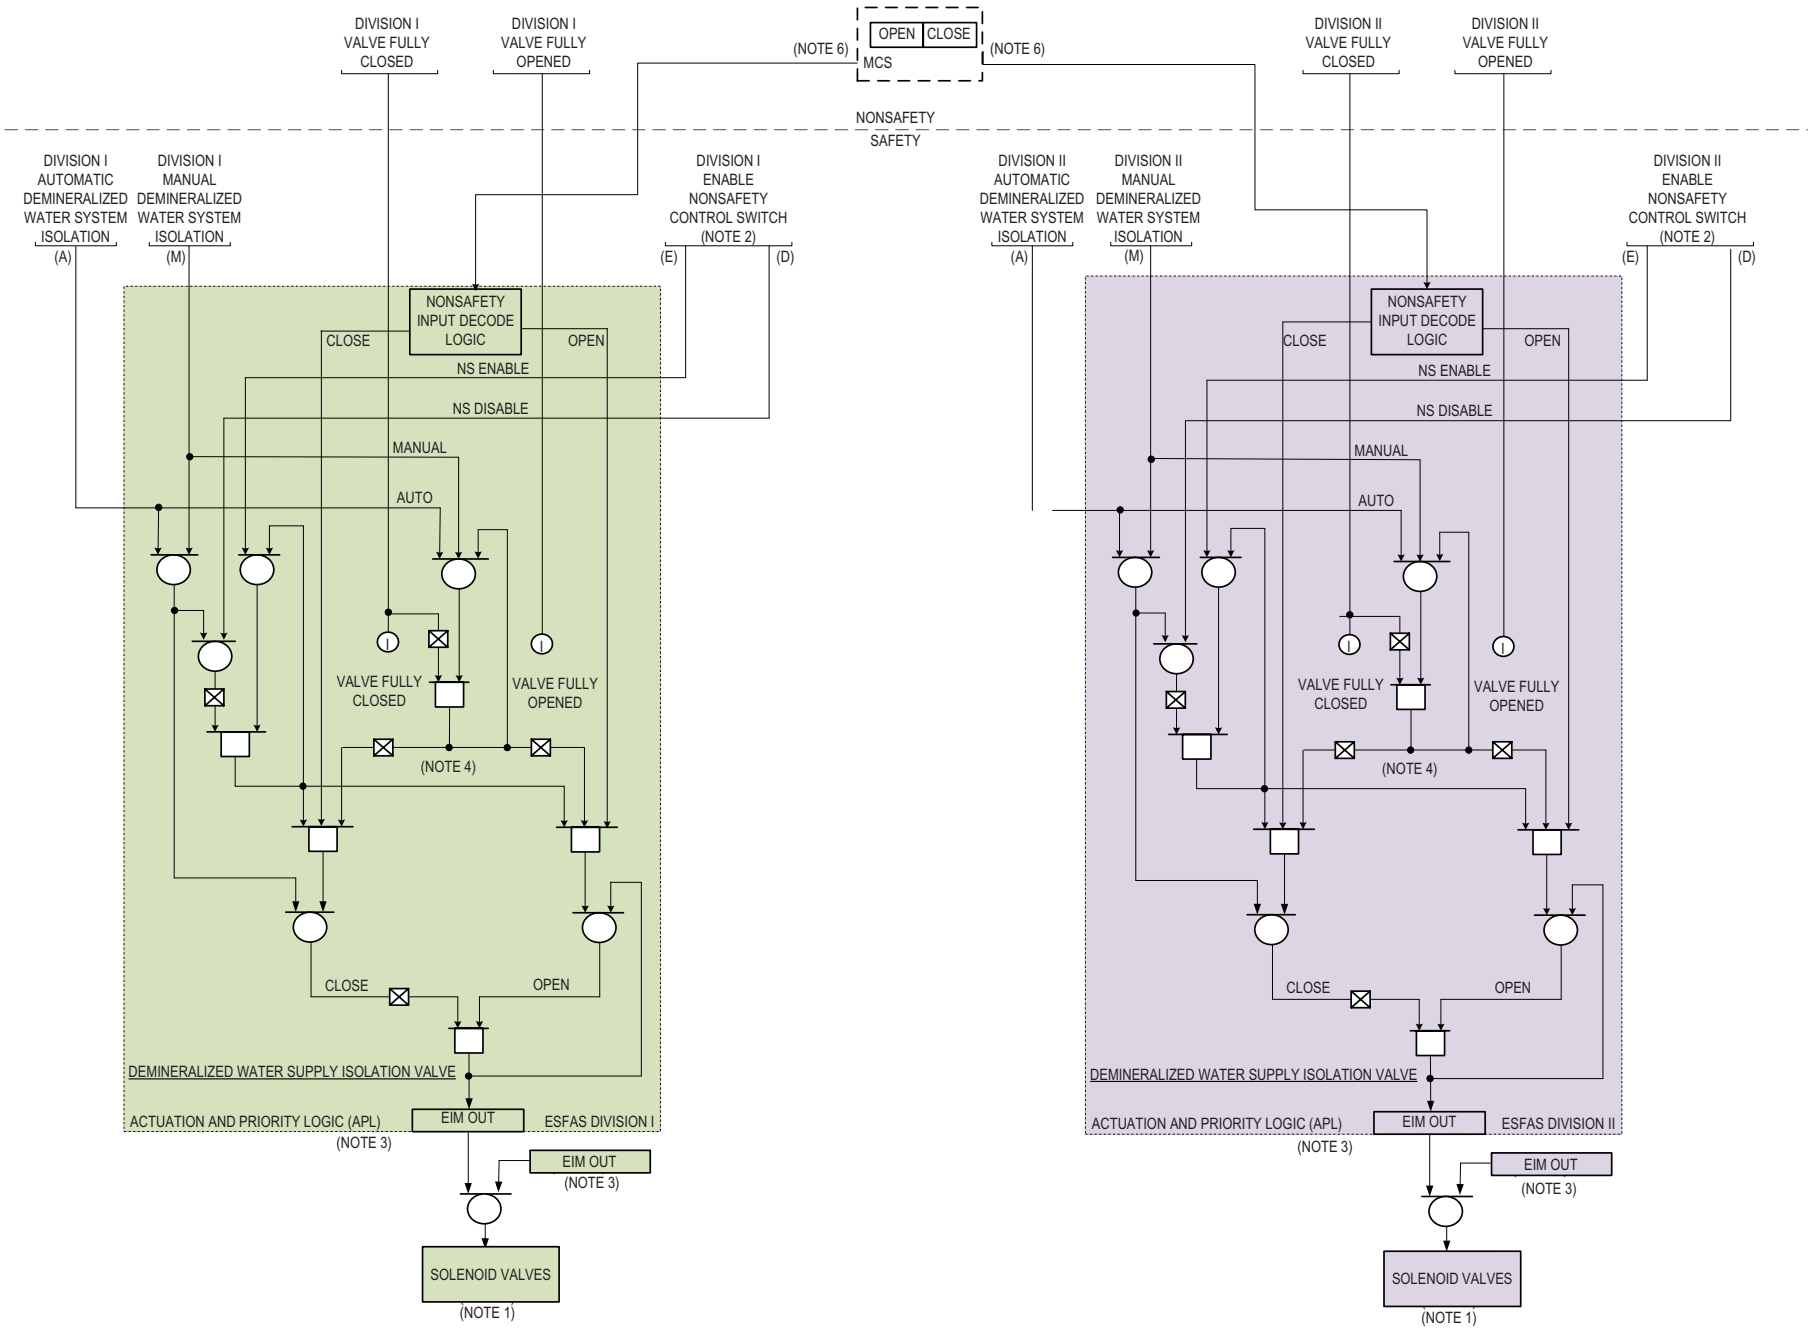 DIVISION I
VALVE FULLY
CLOSED
DIVISION I
VALVE FULLY
OPENED
(NOTE 6)
OPEN
CLOSE
MCS
(NOTE 6)
DIVISION II
VALVE FULLY
CLOSED
DIVISION II
VALVE FULLY
OPENED
NONSAFETY
SAFETY
DIVISION I
AUTOMATIC
DEMINERALIZED
WATER SYSTEM
ISOLATION
(A)
DIVISION I
MANUAL
DEMINERALIZED
WATER SYSTEM
ISOLATION
(M)
DIVISION I
ENABLE
NONSAFETY
CONTROL SWITCH
(NOTE 2)
(E)
(D)
NONSAFETY
INPUT DECODE
LOGIC
CLOSE
OPEN
NS ENABLE
NS DISABLE
MANUAL
AUTO
I
I
VALVE FULLY
CLOSED
VALVE FULLY
OPENED
(NOTE 4)
CLOSE
OPEN
DEMINERALIZED WATER SUPPLY ISOLATION VALVE
ACTUATION AND PRIORITY LOGIC (APL)
EIM OUT
ESFAS DIVISION I
(NOTE 3)
EIM OUT
(NOTE 3)
SOLENOID VALVES
(NOTE 1)
DIVISION II
AUTOMATIC
DEMINERALIZED
WATER SYSTEM
ISOLATION
(A)
DIVISION II
MANUAL
DEMINERALIZED
WATER SYSTEM
ISOLATION
(M)
DIVISION II
ENABLE
NONSAFETY
CONTROL SWITCH
(NOTE 2)
(E)
(D)
NONSAFETY
INPUT DECODE
LOGIC
CLOSE
OPEN
NS ENABLE
NS DISABLE
MANUAL
AUTO
I
I
VALVE FULLY
CLOSED
VALVE FULLY
OPENED
(NOTE 4)
CLOSE
OPEN
DEMINERALIZED WATER SUPPLY ISOLATION VALVE
ACTUATION AND PRIORITY LOGIC (APL)
EIM OUT
ESFAS DIVISION II
(NOTE 3)
EIM OUT
(NOTE 3)
SOLENOID VALVES
(NOTE 1)